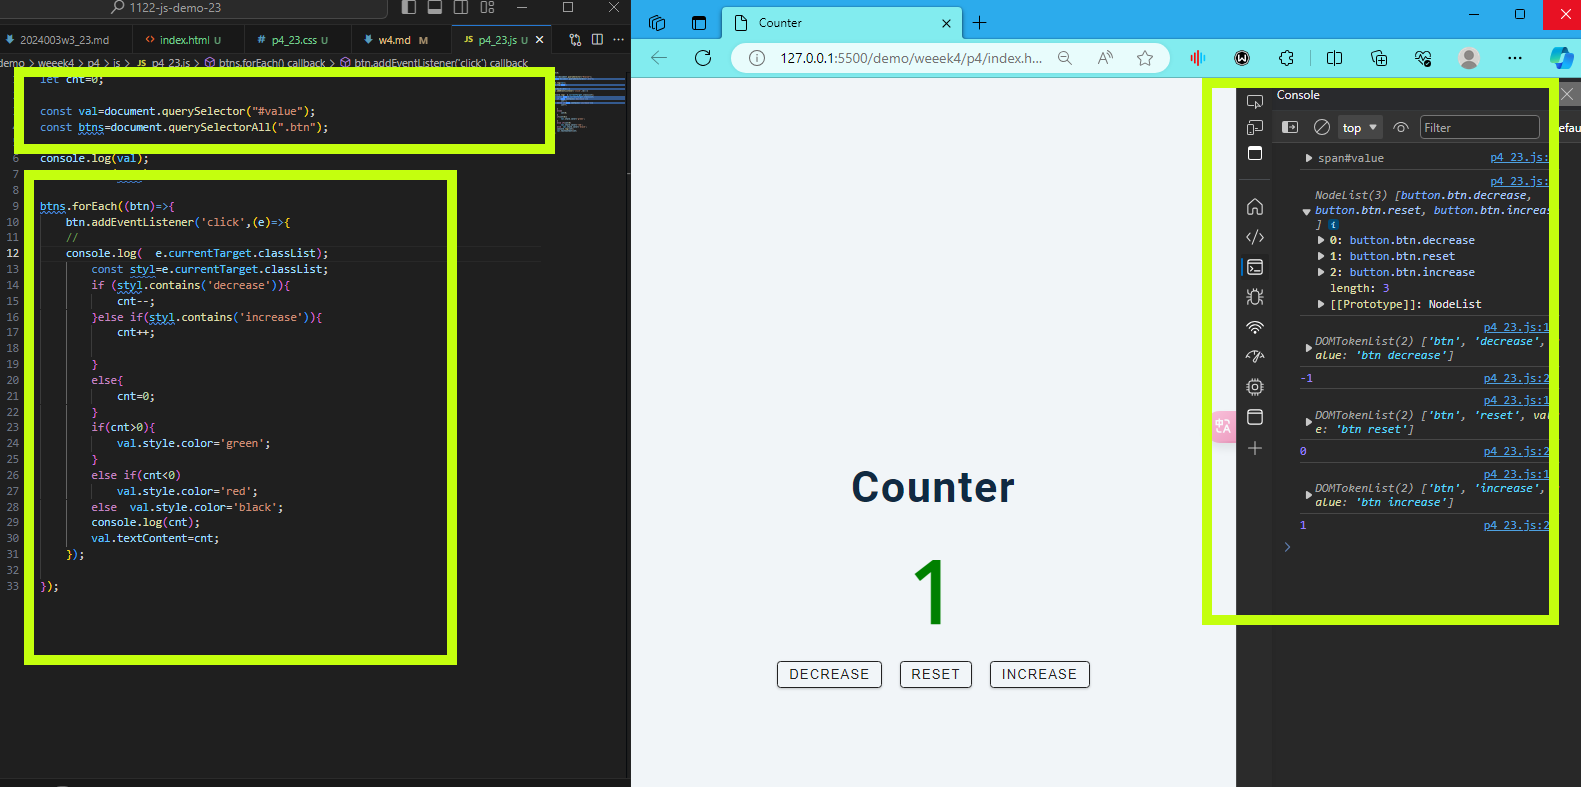 1122-js-demo-23
2024003w3_23.md
index.html U
p4_23.css U
w4.md M
JS p4_23.js U
demo > weeek4 > p4 > js > JS p4_23.js > btns.forEach() callback > btn.addEventListener('click') callback
let cnt=0;
const val=document.querySelector("#value");
const btns=document.querySelectorAll(".btn");
6 console.log(val);
7
8
9 btns.forEach((btn)=>{
10 btn.addEventListener('click',(e)=>{
11 //
12 console.log(  e.currentTarget.classList);
13 const styl=e.currentTarget.classList;
14 if (styl.contains('decrease')){
15 cnt--;
16 }else if(styl.contains('increase')){
17 cnt++;
18
19 }
20 else{
21 cnt=0;
22 }
23 if(cnt>0){
24 val.style.color='green';
25 }
26 else if(cnt<0)
27 val.style.color='red';
28 else  val.style.color='black';
29 console.log(cnt);
30 val.textContent=cnt;
31 });
32
33 });
Counter
127.0.0.1:5500/demo/weeek4/p4/index.h...
Counter
1
DECREASE
RESET
INCREASE
Console
top
Filter
efau
span#value p4_23.js:
p4_23.js:
NodeList(3) [button.btn.decrease,
button.btn.reset, button.btn.increas
]
0: button.btn.decrease
1: button.btn.reset
2: button.btn.increase
length: 3
[[Prototype]]: NodeList
p4_23.js:1
DOMTokenList(2) ['btn', 'decrease',
alue: 'btn decrease']
-1 p4_23.js:2
p4_23.js:1
DOMTokenList(2) ['btn', 'reset', val
e: 'btn reset']
0 p4_23.js:2
p4_23.js:1
DOMTokenList(2) ['btn', 'increase',
alue: 'btn increase']
1 p4_23.js:2